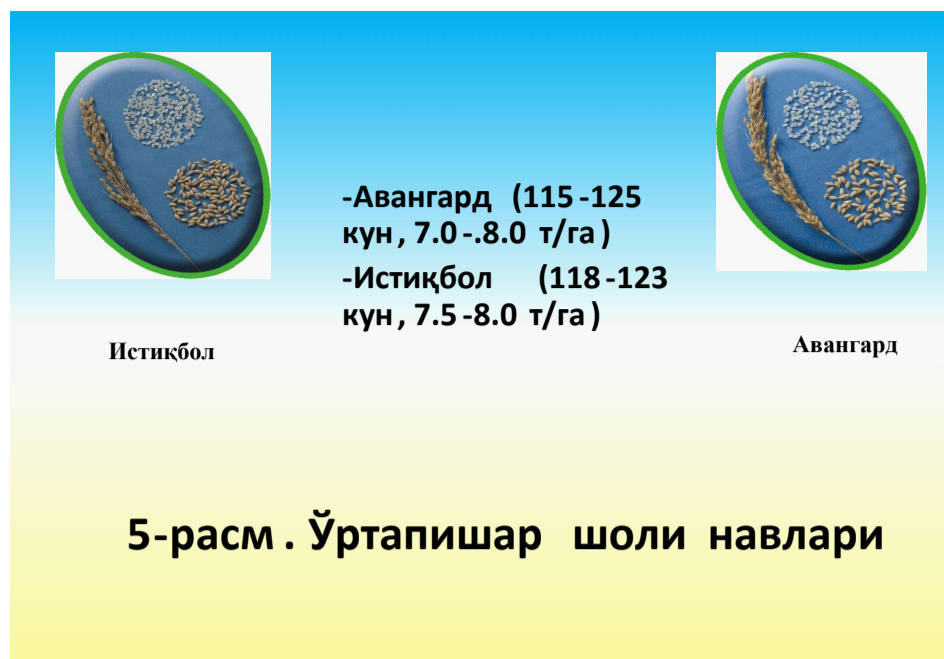 -Авангард (115-125
кун, 7.0-.8.0 т/га)
-Истиқбол (118-123
кун, 7.5-8.0 т/га)
Истиқбол
Авангард
5-расм. Ўртапишар шоли навлари